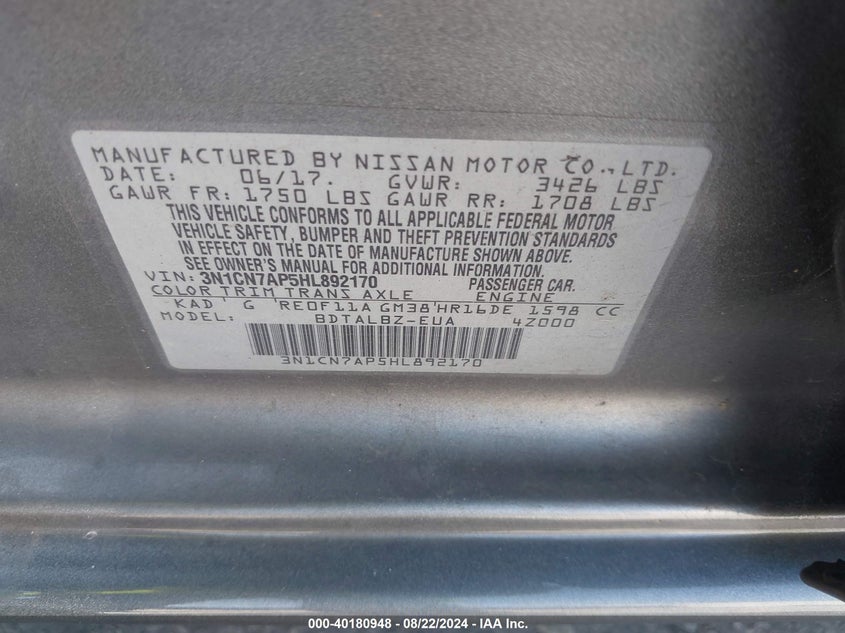 MANUFACTURED BY NISSAN MOTOR CO., LTD.
DATE: 06/17. GVWR: 3426 LBS
GAWR FR: 1750 LBS GAWR RR: 1708 LBS
THIS VEHICLE CONFORMS TO ALL APPLICABLE FEDERAL MOTOR
VEHICLE SAFETY, BUMPER AND THEFT PREVENTION STANDARDS
IN EFFECT ON THE DATE OF MANUFACTURE SHOWN ABOVE.
SEE OWNER'S MANUAL FOR ADDITIONAL INFORMATION.
VIN: 3N1CN7AP5HL892170 PASSENGER CAR.
COLOR TRIM TRANS AXLE ENGINE
KAD G RE0F11A GM38 HR16DE 1598 CC
MODEL: BDTALBZ-EUA 4Z000
3N1CN7AP5HL892170
000-40180948 - 08/22/2024 - IAA Inc.